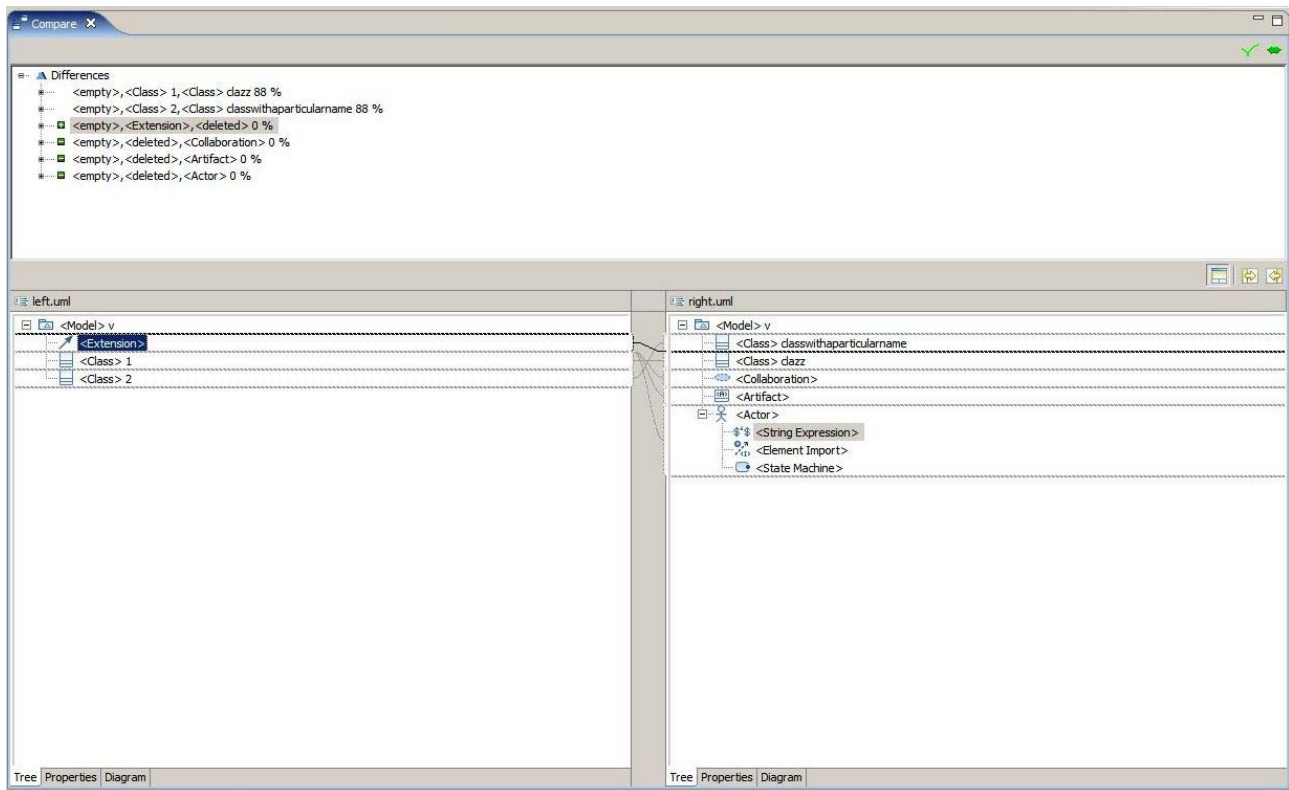 Compare
Differences
<empty>,<Class> 1,<Class> clazz 88 %
<empty>,<Class> 2,<Class> classwithaparticularname 88 %
<empty>,<Extension>,<deleted> 0 %
<empty>,<deleted>,<Collaboration> 0 %
<empty>,<deleted>,<Artifact> 0 %
<empty>,<deleted>,<Actor> 0 %
left.uml
<Model> v
<Extension>
<Class> 1
<Class> 2
Tree Properties Diagram
right.uml
<Model> v
<Class> classwithaparticularname
<Class> clazz
<Collaboration>
<Artifact>
<Actor>
<String Expression>
<Element Import>
<State Machine>
Tree Properties Diagram